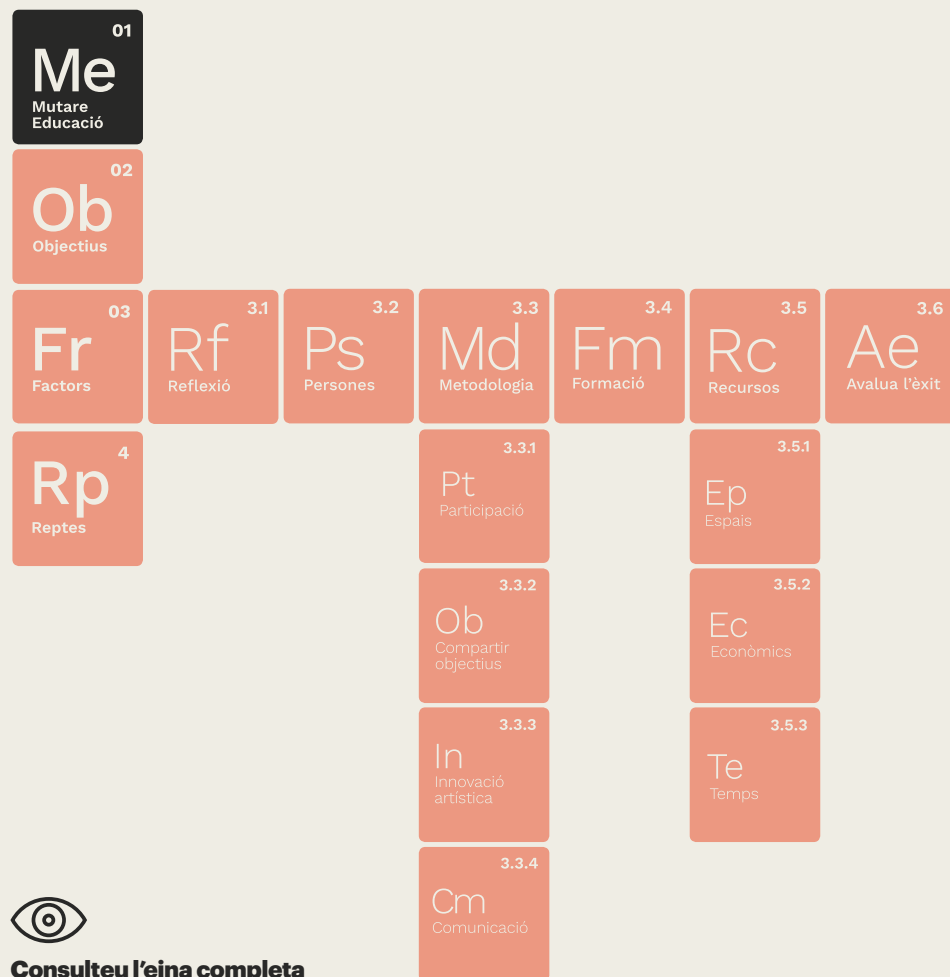 01
Me
Mutare
Educació
02
Ob
Objectius
03
Fr
Factors
3.1
Rf
Reflexió
3.2
Ps
Persones
3.3
Md
Metodologia
3.4
Fm
Formació
3.5
Rc
Recursos
3.6
Ae
Avalua l'èxit
4
Rp
Reptes
3.3.1
Pt
Participació
3.5.1
Ep
Espais
3.3.2
Ob
Compartir
objectius
3.5.2
Ec
Econòmics
3.3.3
In
Innovació
artística
3.5.3
Te
Temps
3.3.4
Cm
Comunicació
Consulteu l'eina completa